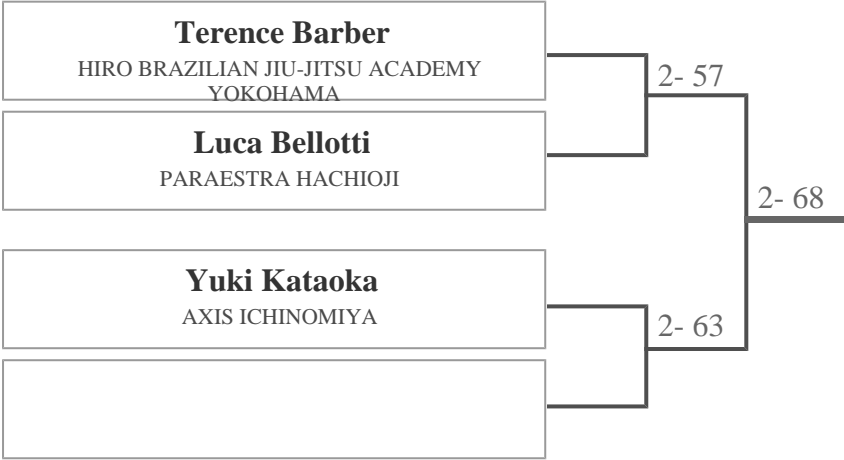 Terence Barber
HIRO BRAZILIAN JIU-JITSU ACADEMY
YOKOHAMA
2- 57
Luca Bellotti
PARAESTRA HACHIOJI
2- 68
Yuki Kataoka
AXIS ICHINOMIYA
2- 63